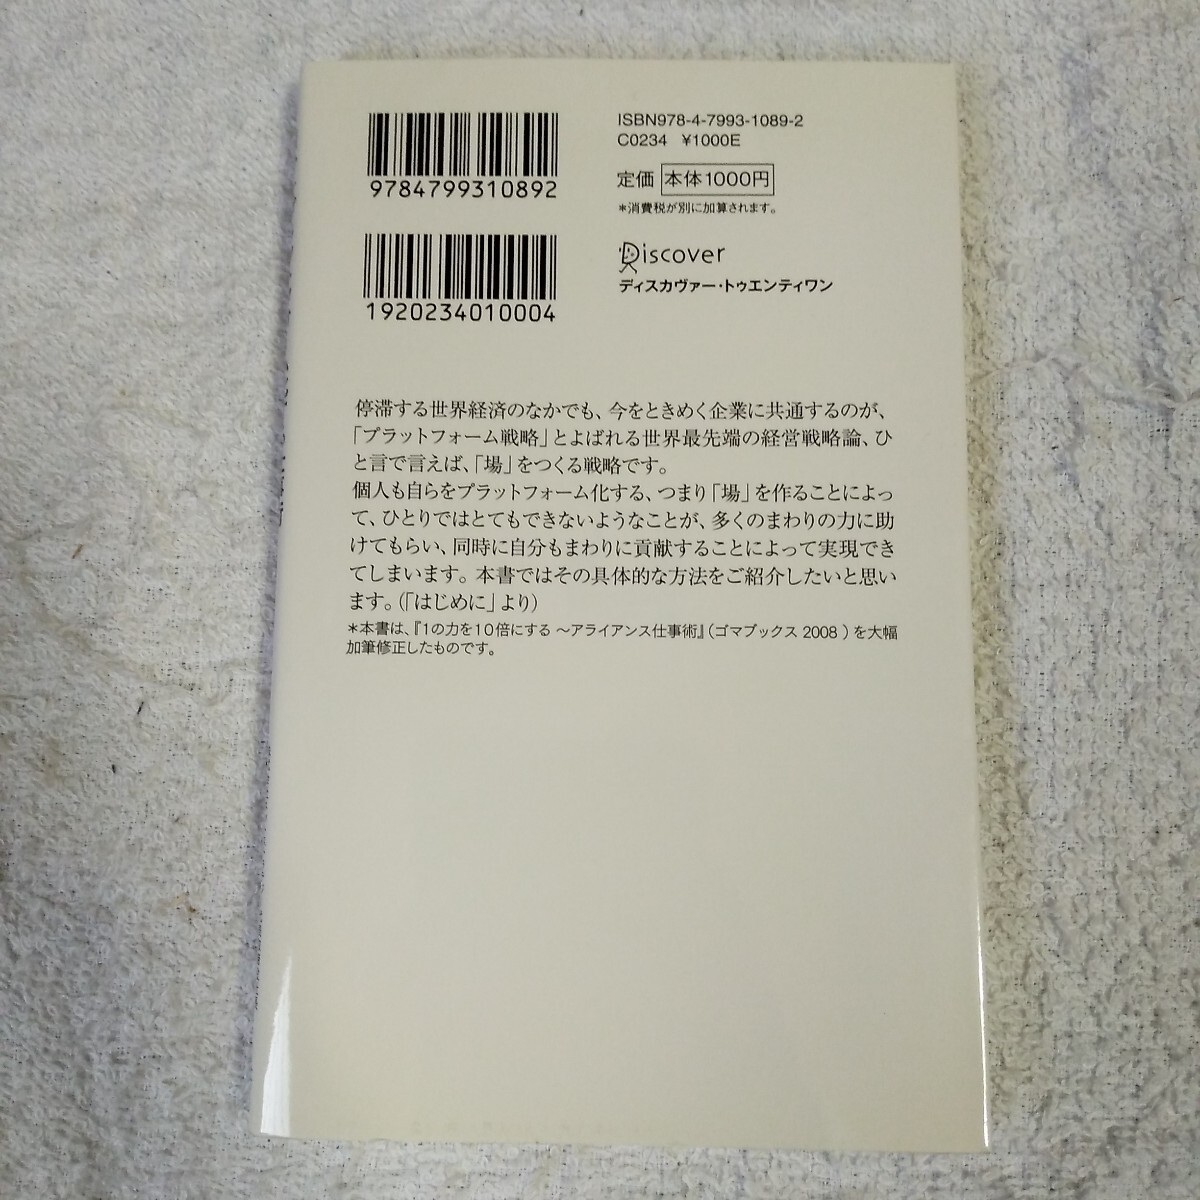 9784799310892
1920234010004
ISBN978-4-7993-1089-2
C0234 ¥1000E
定価 本体1000円
*消費税が別に加算されます。
Discover
ディスカヴァー・トゥエンティワン
停滞する世界経済のなかでも、今をときめく企業に共通するのが、
「プラットフォーム戦略」とよばれる世界最先端の経営戦略論、ひ
と言で言えば、「場」をつくる戦略です。
個人も自らをプラットフォーム化する、つまり「場」を作ることによっ
て、ひとりではとてもできないようなことが、多くのまわりの力に助
けてもらい、同時に自分もまわりに貢献することによって実現でき
てしまいます。本書ではその具体的な方法をご紹介したいと思い
ます。(「はじめに」より)
*本書は、『1の力を10倍にする 〜アライアンス仕事術』(ゴマブックス 2008 ) を大幅
加筆修正したものです。